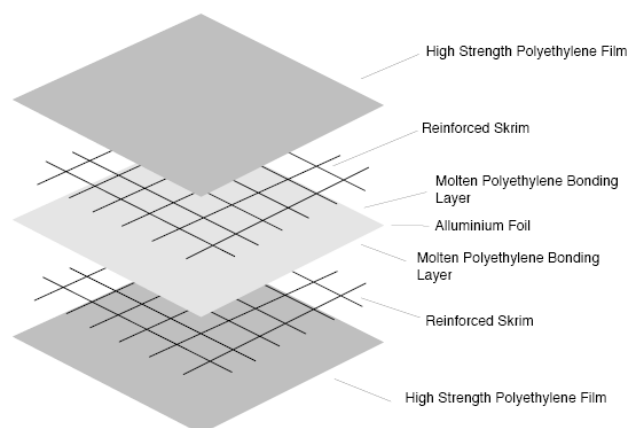 High Strength Polyethylene Film
Reinforced Skrim
Molten Polyethylene Bonding
Layer
Alluminium Foil
Molten Polyethylene Bonding
Layer
Reinforced Skrim
High Strength Polyethylene Film